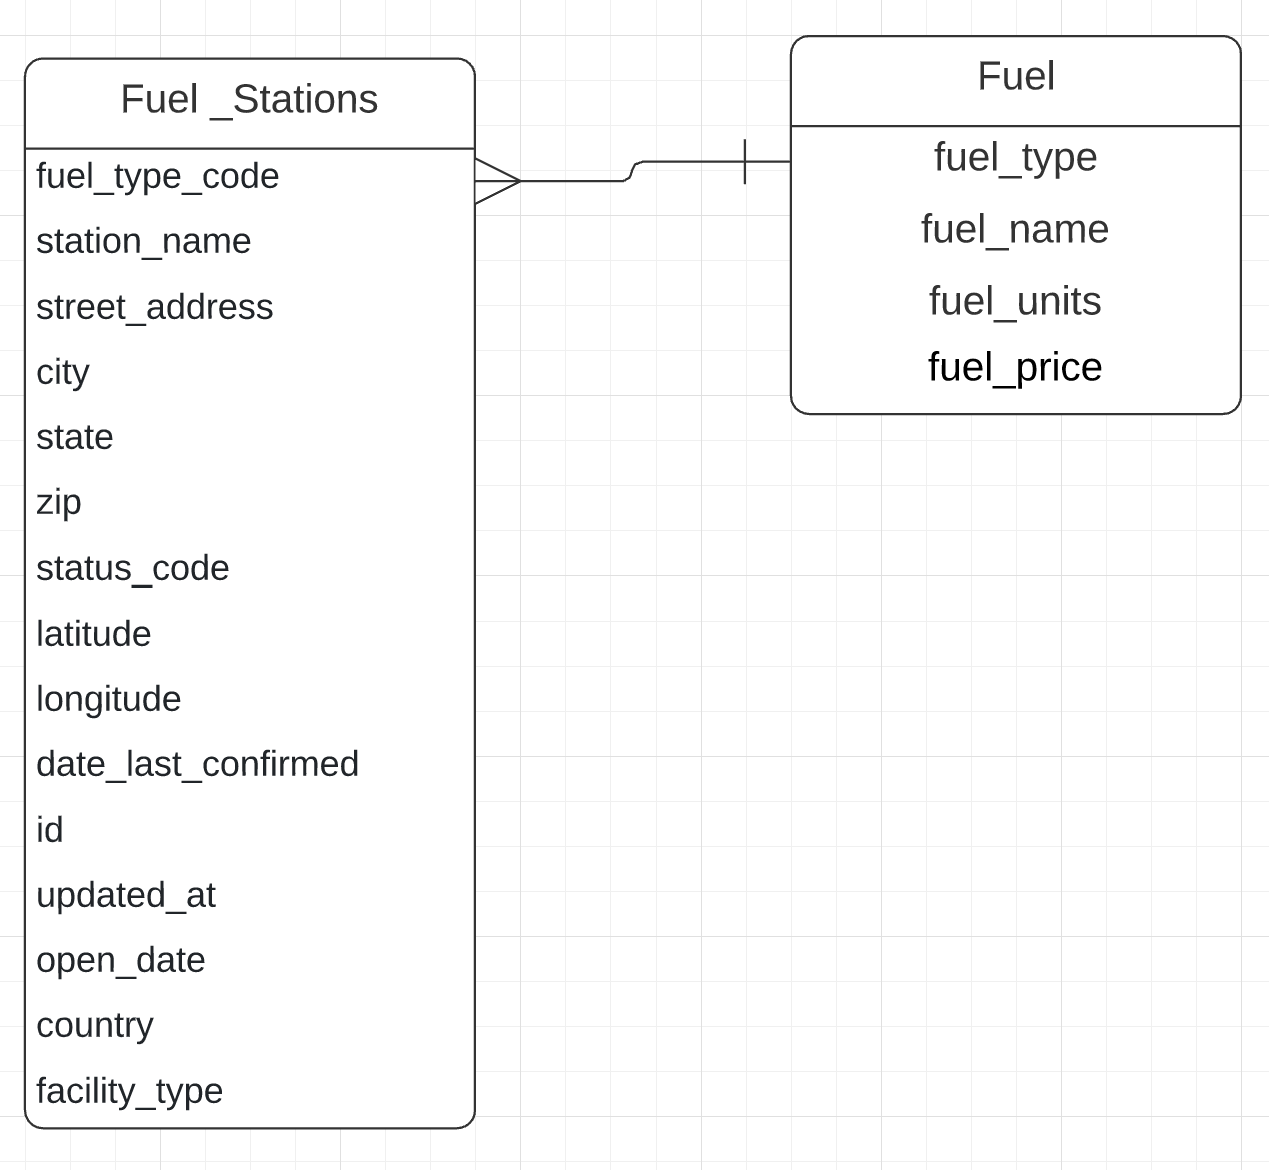 Fuel _Stations
fuel_type_code
station_name
street_address
city
state
zip
status_code
latitude
longitude
date_last_confirmed
id
updated_at
open_date
country
facility_type
Fuel
fuel_type
fuel_name
fuel_units
fuel_price